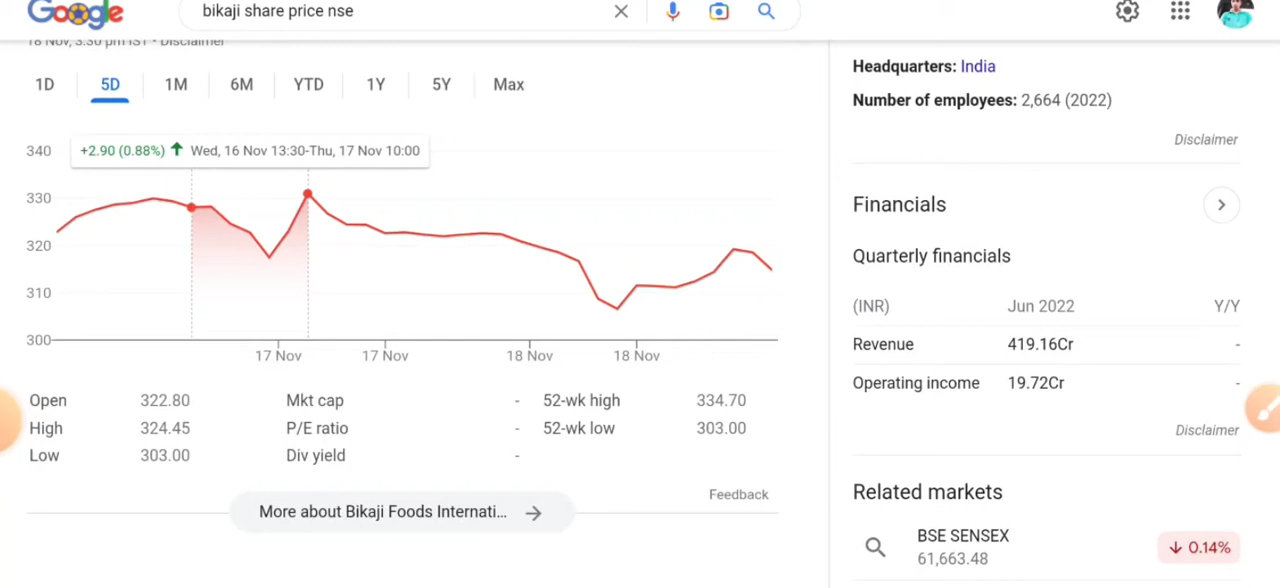 Google
bikaji share price nse
18 Nov, 3:30 pm IST • Disclaimer
1D 5D 1M 6M YTD 1Y 5Y Max
340
+2.90 (0.88%) ↑ Wed, 16 Nov 13:30-Thu, 17 Nov 10:00
330
320
310
300
17 Nov 17 Nov 18 Nov 18 Nov
Open 322.80 Mkt cap - 52-wk high 334.70
High 324.45 P/E ratio - 52-wk low 303.00
Low 303.00 Div yield -
Feedback
More about Bikaji Foods Internati... →
Headquarters: India
Number of employees: 2,664 (2022)
Disclaimer
Financials
Quarterly financials
(INR) Jun 2022 Y/Y
Revenue 419.16Cr -
Operating income 19.72Cr -
Disclaimer
Related markets
BSE SENSEX
61,663.48
↓ 0.14%